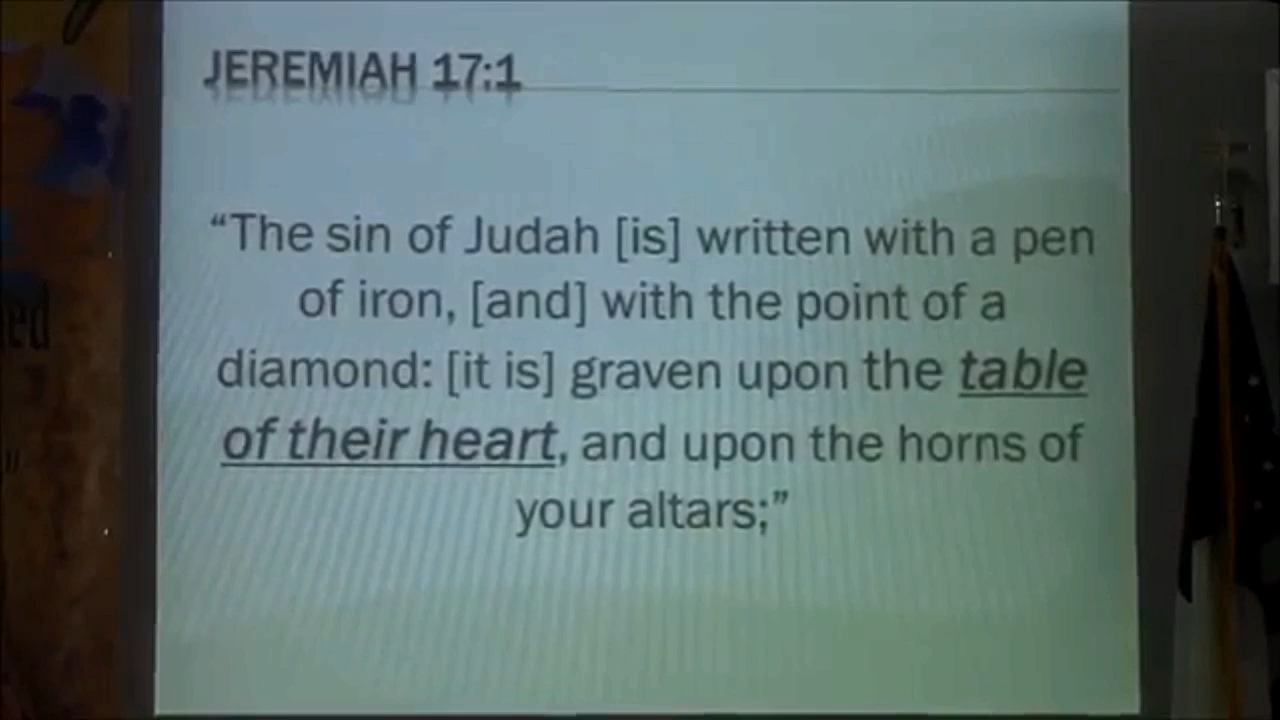 JEREMIAH 17:1
“The sin of Judah [is] written with a pen
of iron, [and] with the point of a
diamond: [it is] graven upon the table
of their heart, and upon the horns of
your altars;”